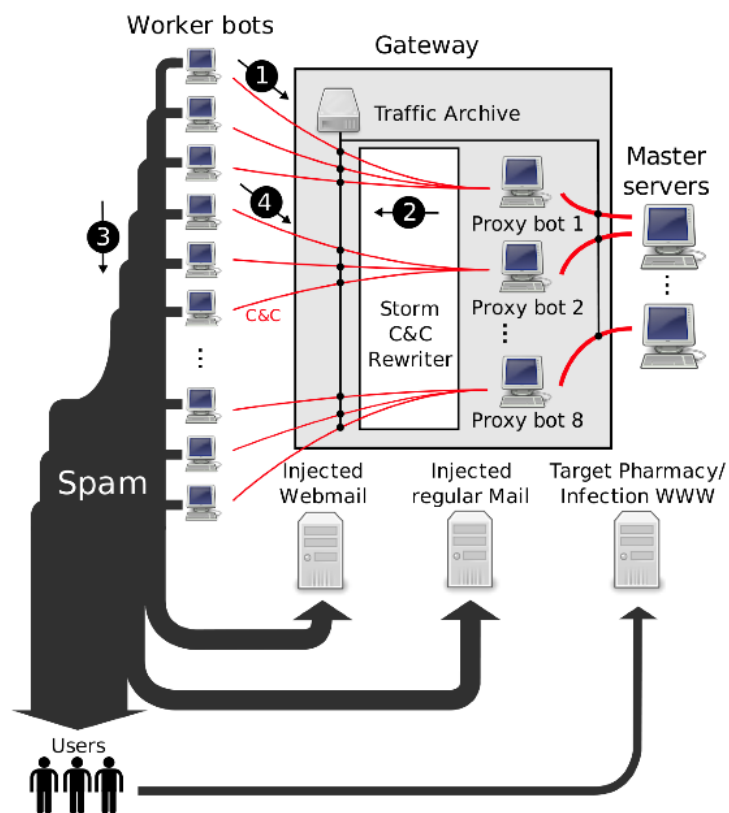 Worker bots
Gateway
1
Traffic Archive
Master
servers
4
2
Proxy bot 1
3
Proxy bot 2
C&C
Storm
C&C
Rewriter
Proxy bot 8
Spam
Injected
Webmail
Injected
regular Mail
Target Pharmacy/
Infection WWW
Users